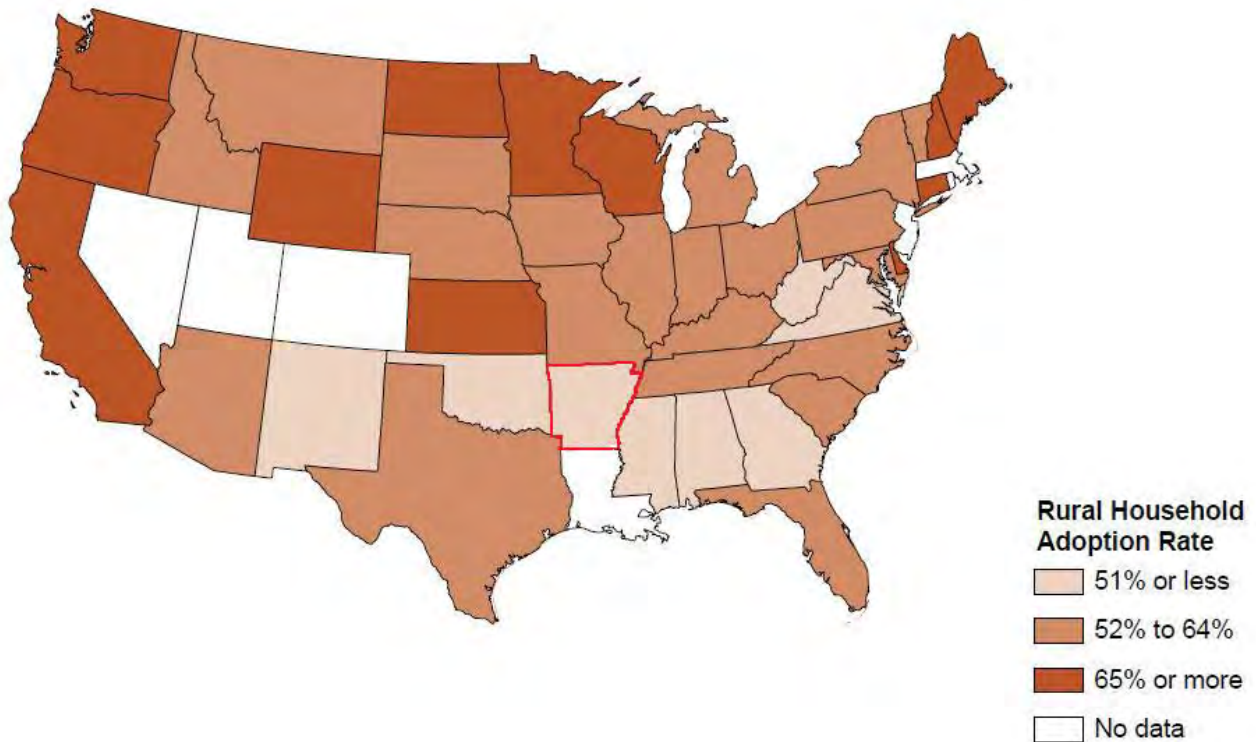 Rural Household
Adoption Rate
51% or less
52% to 64%
65% or more
No data